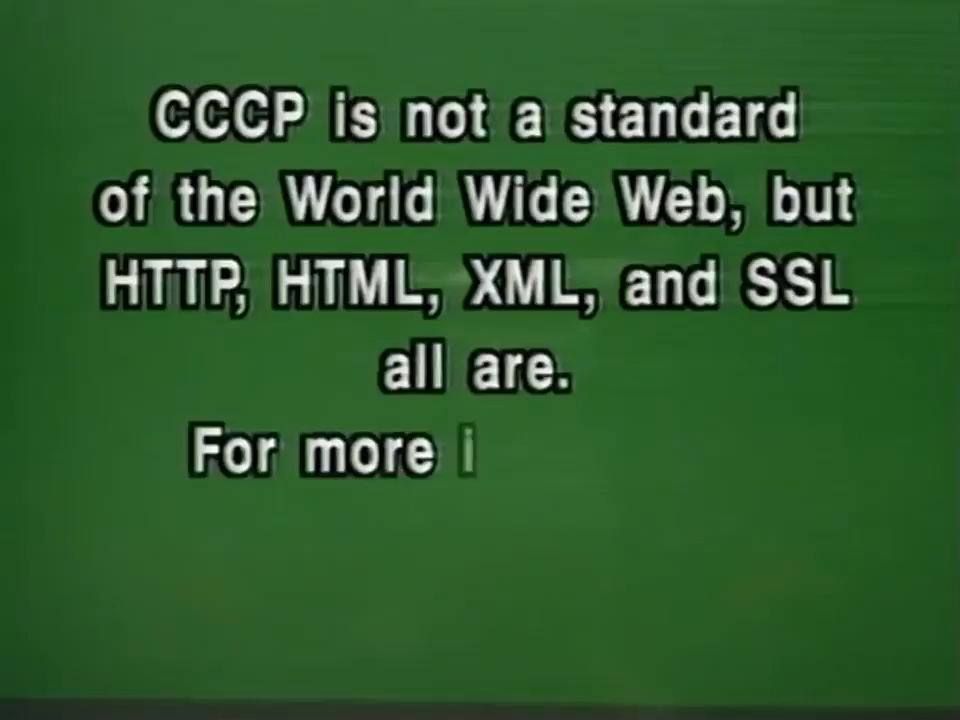 CCCP is not a standard
of the World Wide Web, but
HTTP, HTML, XML, and SSL
all are.
For more i